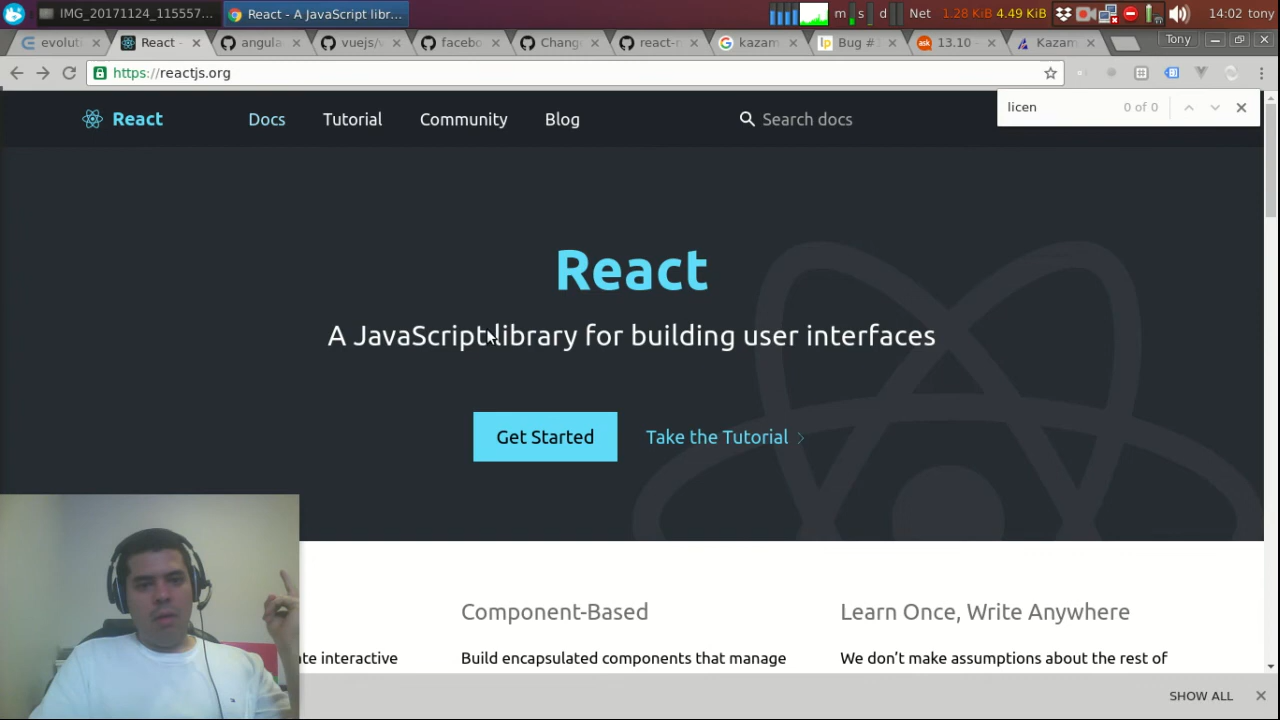 IMG_20171124_115557...
React - A JavaScript libr...
m
s
d
Net 1.28 KiB 4.49 KiB
14:02 tony
evoluti
React -
angula
vuejs/v
facebo
Change
react-n
kazam
Bug #1
13.10 -
Kazam
Tony
https://reactjs.org
licen
0 of 0
React
Docs
Tutorial
Community
Blog
Search docs
React
A JavaScript library for building user interfaces
Get Started
Take the Tutorial
Component-Based
Learn Once, Write Anywhere
te interactive
Build encapsulated components that manage
We don’t make assumptions about the rest of
SHOW ALL